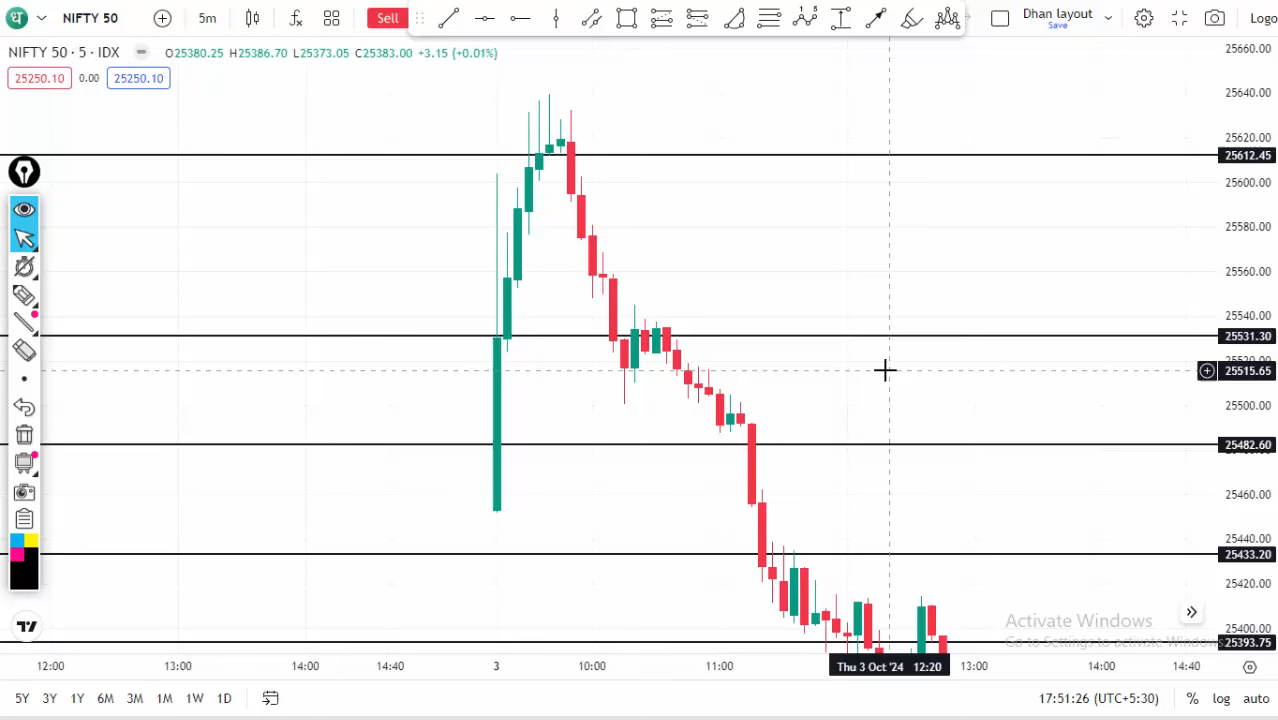 धं NIFTY 50 5m Sell Dhan layout Save Logo
NIFTY 50 · 5 · IDX O25380.25 H25386.70 L25373.05 C25383.00 +3.15 (+0.01%)
25250.10 0.00 25250.10
25660.00
25640.00
25620.00
25612.45
25600.00
25580.00
25560.00
25540.00
25531.30
25515.65
25500.00
25482.60
25460.00
25440.00
25433.20
25420.00
Activate Windows
25400.00
Go to Settings to activate Windows
25393.75
12:00 13:00 14:00 14:40 3 10:00 11:00 Thu 3 Oct '24 12:20 13:00 14:00 14:40
5Y 3Y 1Y 6M 3M 1M 1W 1D 17:51:26 (UTC+5:30) % log auto